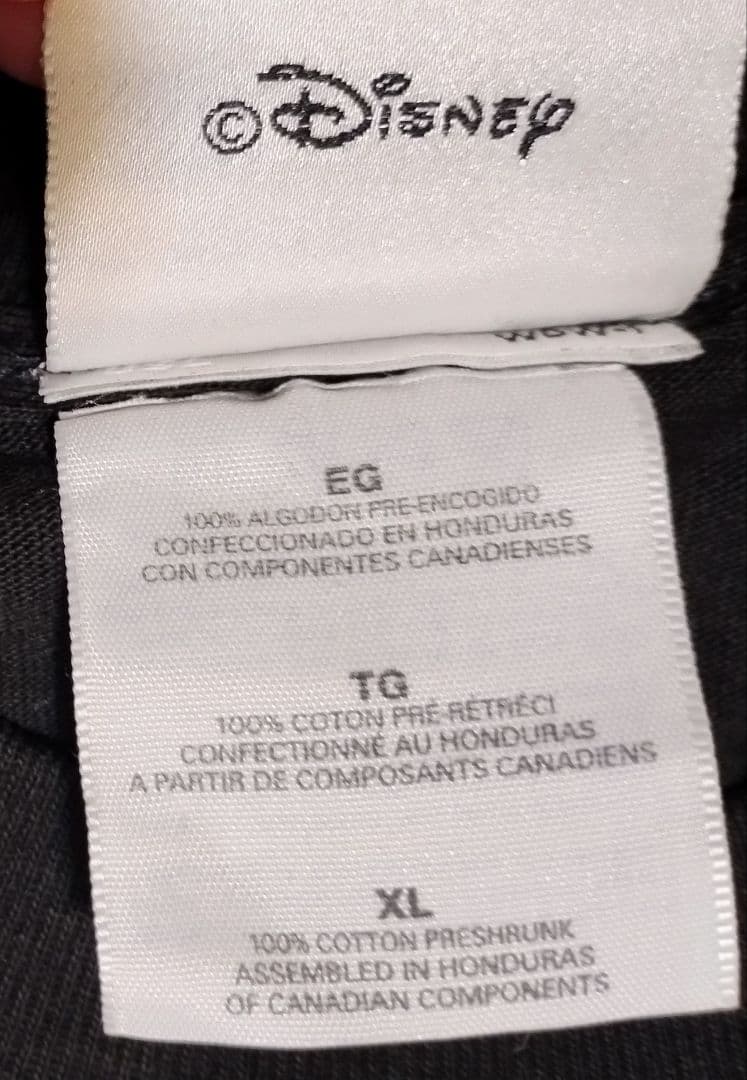 © Disney
EG
100% ALGODON PRE-ENCOGIDO
CONFECCIONADO EN HONDURAS
CON COMPONENTES CANADIENSES
TG
100% COTON PRÉ-RÉTRÉCI
CONFECTIONNÉ AU HONDURAS
A PARTIR DE COMPOSANTS CANADIENS
XL
100% COTTON PRESHRUNK
ASSEMBLED IN HONDURAS
OF CANADIAN COMPONENTS